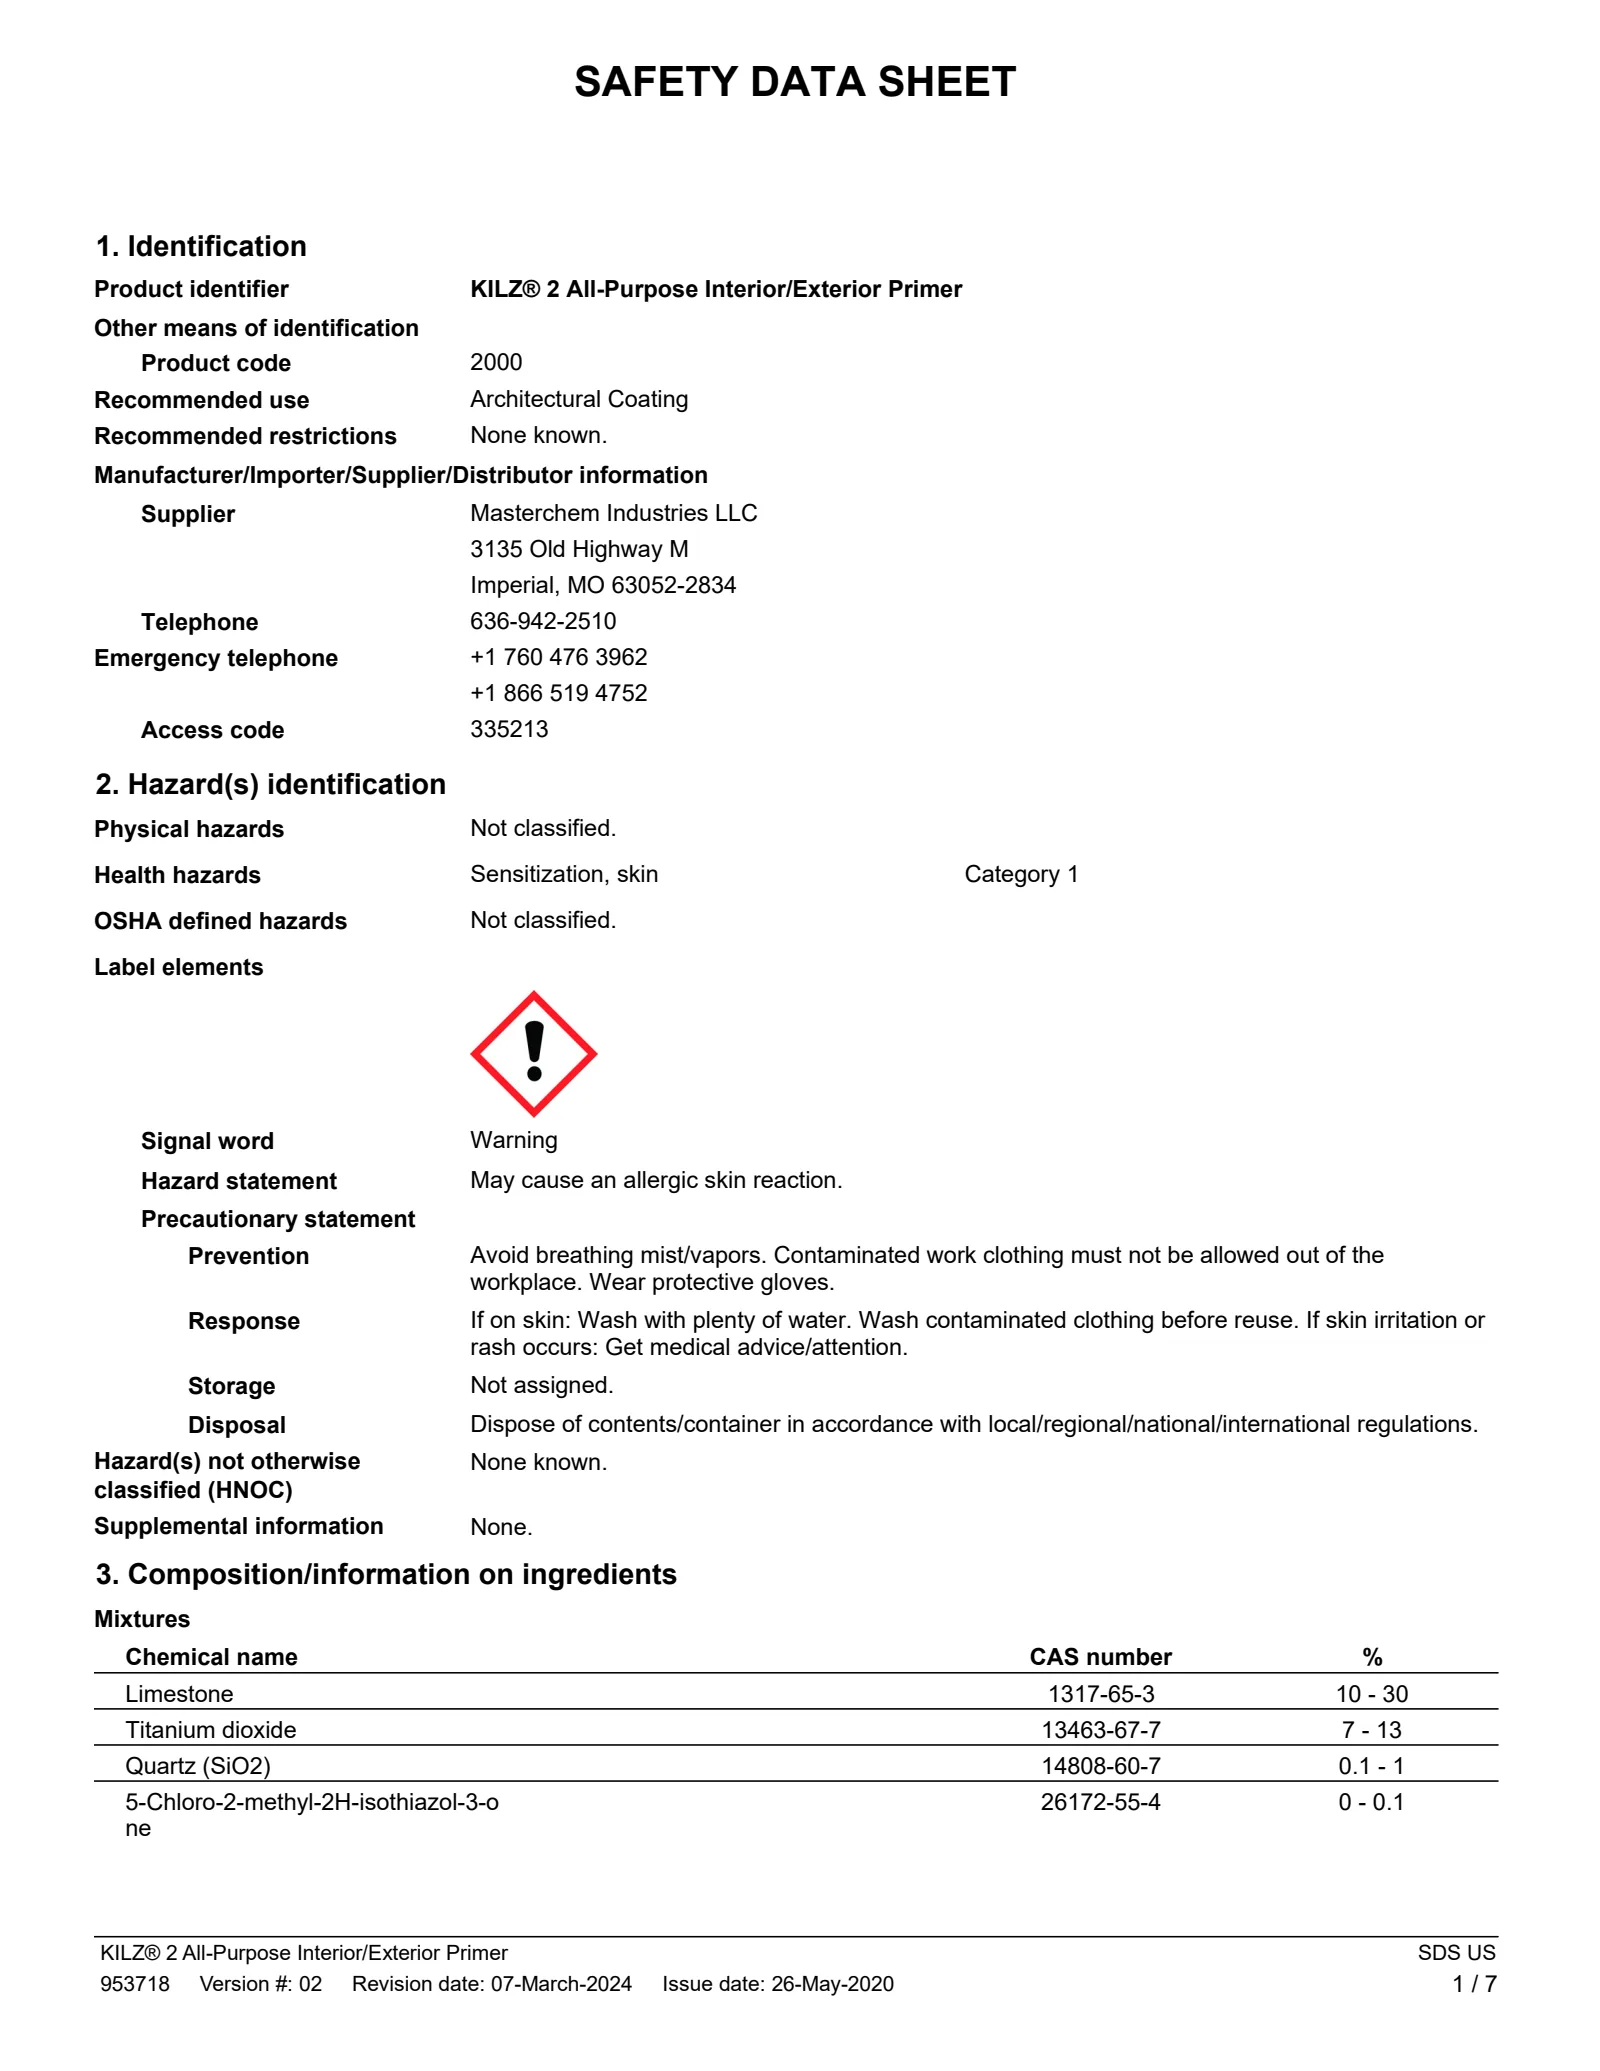 SAFETY DATA SHEET
1. Identification
Product identifier KILZ® 2 All-Purpose Interior/Exterior Primer
Other means of identification
Product code 2000
Recommended use Architectural Coating
Recommended restrictions None known.
Manufacturer/Importer/Supplier/Distributor information
Supplier Masterchem Industries LLC
3135 Old Highway M
Imperial, MO 63052-2834
Telephone 636-942-2510
Emergency telephone +1 760 476 3962
+1 866 519 4752
Access code 335213
2. Hazard(s) identification
Physical hazards Not classified.
Health hazards Sensitization, skin Category 1
OSHA defined hazards Not classified.
Label elements
Signal word Warning
Hazard statement May cause an allergic skin reaction.
Precautionary statement
Prevention Avoid breathing mist/vapors. Contaminated work clothing must not be allowed out of the
workplace. Wear protective gloves.
Response If on skin: Wash with plenty of water. Wash contaminated clothing before reuse. If skin irritation or
rash occurs: Get medical advice/attention.
Storage Not assigned.
Disposal Dispose of contents/container in accordance with local/regional/national/international regulations.
Hazard(s) not otherwise None known.
classified (HNOC)
Supplemental information None.
3. Composition/information on ingredients
Mixtures
Chemical name CAS number %
Limestone 1317-65-3 10 - 30
Titanium dioxide 13463-67-7 7 - 13
Quartz (SiO2) 14808-60-7 0.1 - 1
5-Chloro-2-methyl-2H-isothiazol-3-o 26172-55-4 0 - 0.1
ne
KILZ® 2 All-Purpose Interior/Exterior Primer SDS US
953718 Version #: 02 Revision date: 07-March-2024 Issue date: 26-May-2020 1 / 7